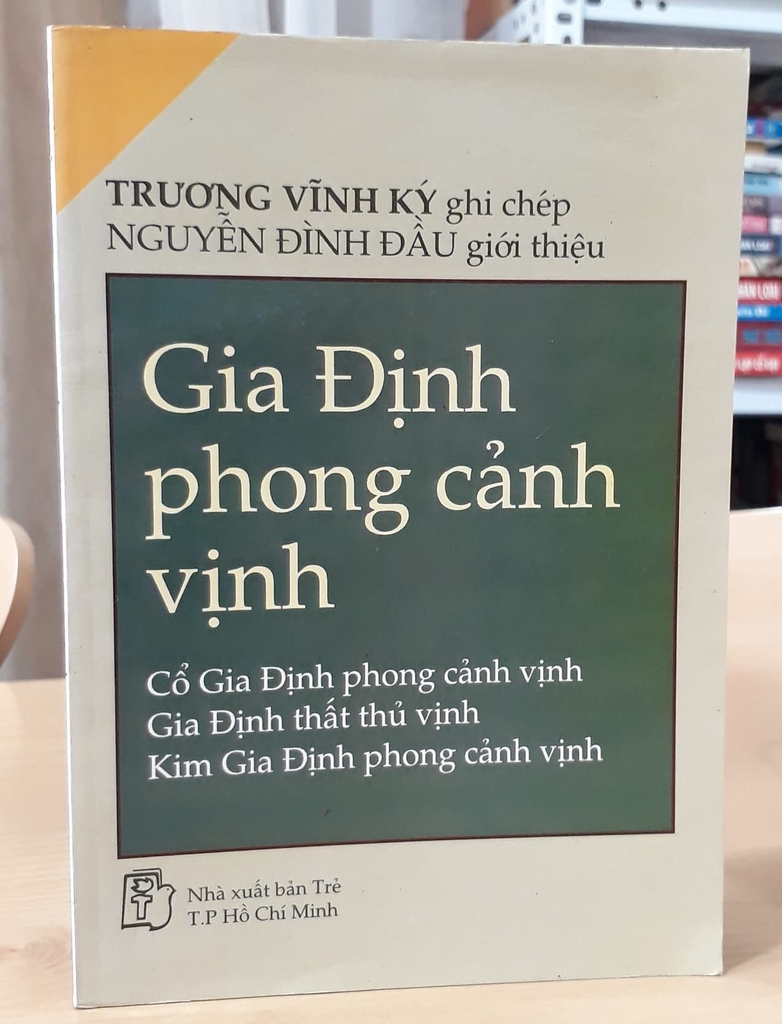 TRƯƠNG VĨNH KÝ ghi chép
NGUYỄN ĐÌNH ĐẦU giới thiệu
Gia Định
phong cảnh
vịnh
Cổ Gia Định phong cảnh vịnh
Gia Định thất thủ vịnh
Kim Gia Định phong cảnh vịnh
T
Nhà xuất bản Trẻ
T.P Hồ Chí Minh